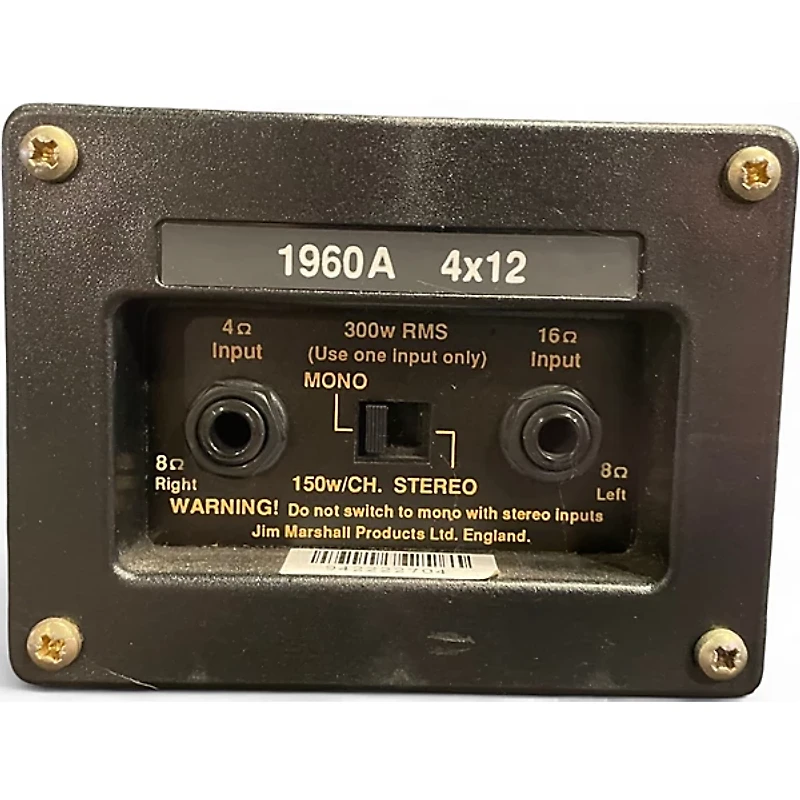 1960A 4x12
4Ω 300w RMS 16Ω
Input (Use one input only) Input
MONO
8Ω 8Ω
Right 150w/CH. STEREO Left
WARNING! Do not switch to mono with stereo inputs
Jim Marshall Products Ltd. England.